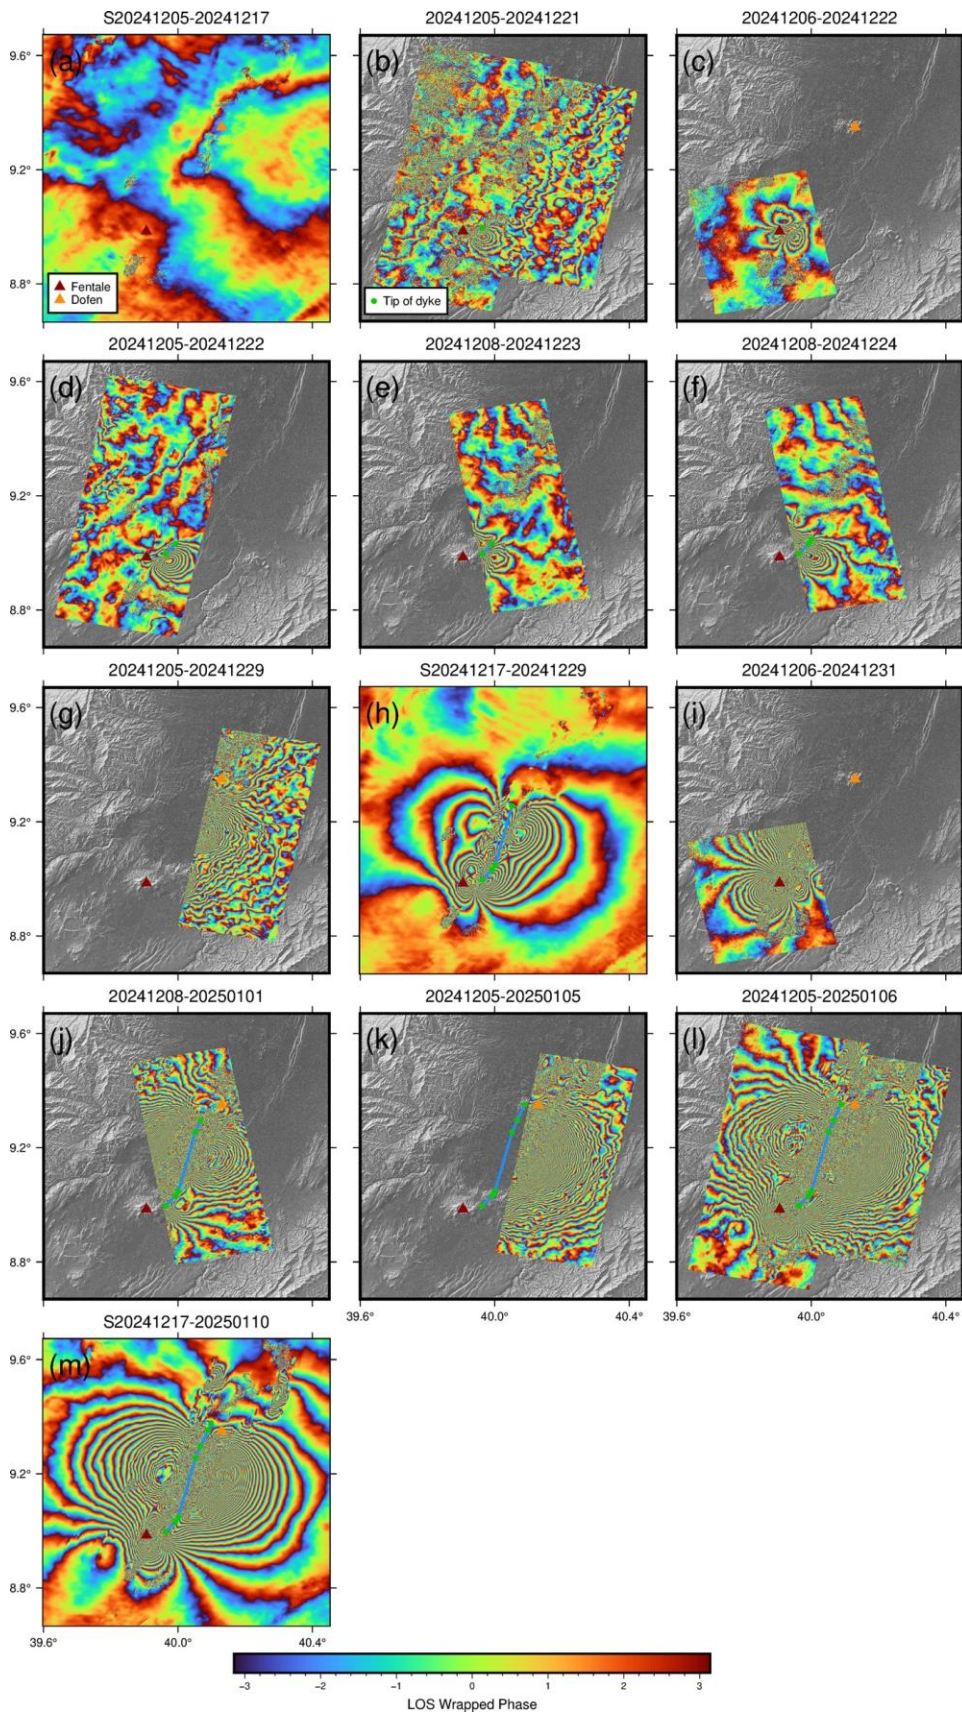 S20241205-20241217
20241205-20241221
20241206-20241222
(a)
(b)
(c)
9.6°
9.2°
8.8°
Fentale
Dofen
Tip of dyke
20241205-20241222
20241208-20241223
20241208-20241224
(d)
(e)
(f)
9.6°
9.2°
8.8°
20241205-20241229
S20241217-20241229
20241206-20241231
(g)
(h)
(i)
9.6°
9.2°
8.8°
20241208-20250101
20241205-20250105
20241205-20250106
(j)
(k)
(l)
9.6°
9.2°
8.8°
39.6° 40.0° 40.4°
39.6° 40.0° 40.4°
S20241217-20250110
(m)
9.6°
9.2°
8.8°
39.6° 40.0° 40.4°
−3 −2 −1 0 1 2 3
LOS Wrapped Phase